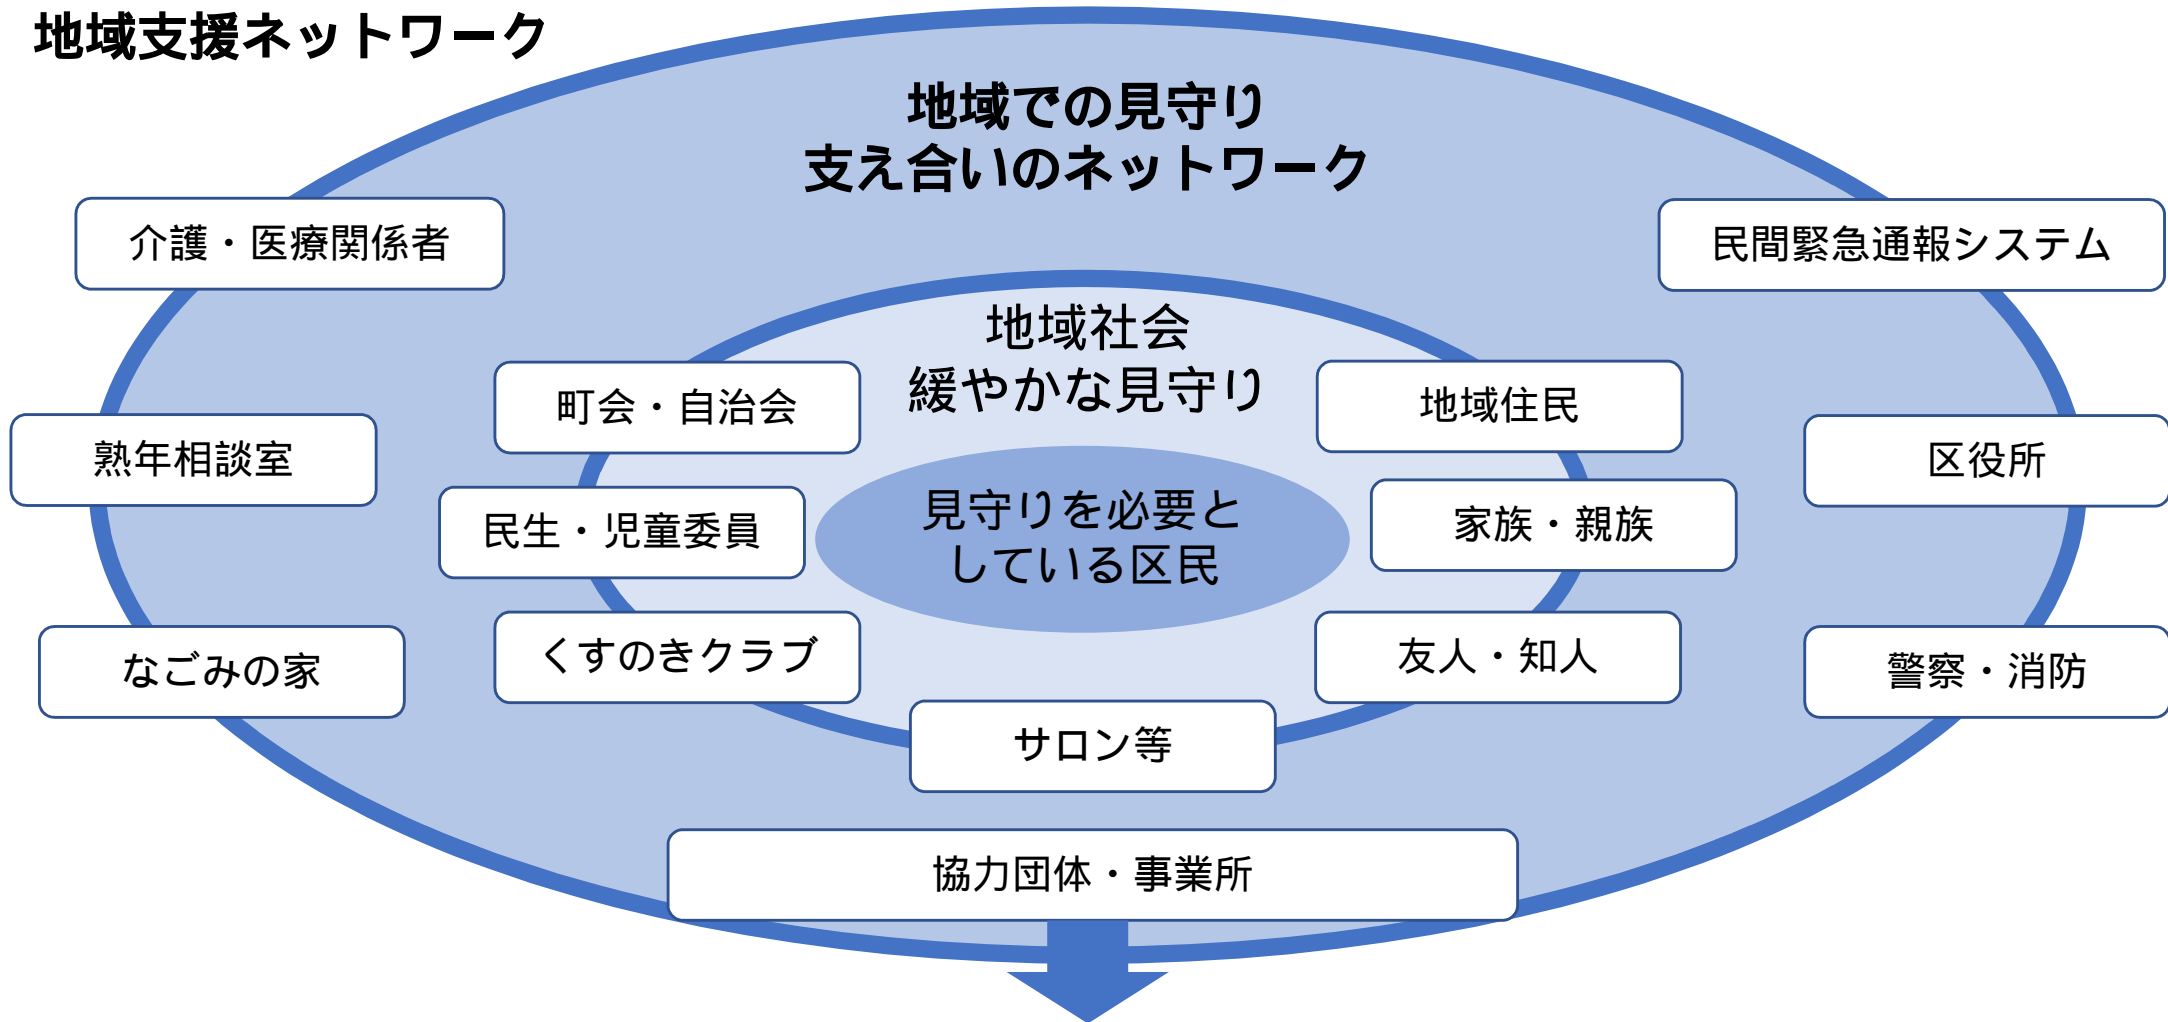 地域支援ネットワーク
地域での見守り
支え合いのネットワーク
介護・医療関係者
民間緊急通報システム
地域社会
緩やかな見守り
町会・自治会
地域住民
熟年相談室
区役所
見守りを必要と
している区民
民生・児童委員
家族・親族
くすのきクラブ
友人・知人
なごみの家
警察・消防
サロン等
協力団体・事業所